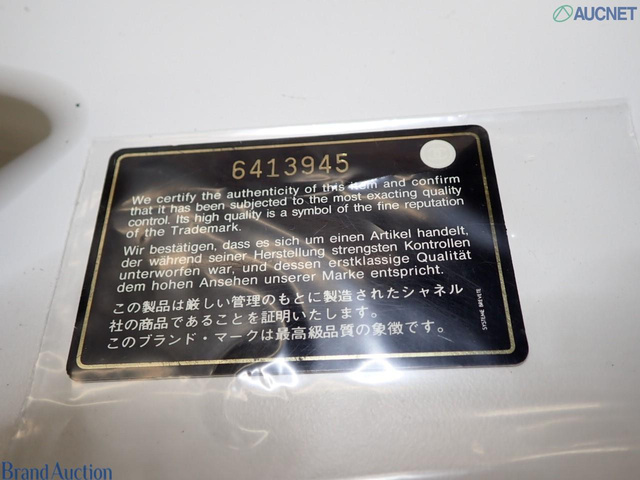 AUCNET
6413945
We certify the authenticity of this item and confirm
that it has been subjected to the most exacting quality
control. Its high quality is a symbol of the fine reputation
of the Trademark.
Wir bestätigen, dass es sich um einen Artikel handelt,
der während seiner Herstellung strengsten Kontrollen
unterworfen war, und dessen erstklassige Qualität
dem hohen Ansehen unserer Marke entspricht.
この製品は厳しい管理のもとに製造されたシャネル
社の商品であることを証明いたします。
このブランド・マークは最高級品質の象徴です。
SYSTEME BREVETE
Brand Auction